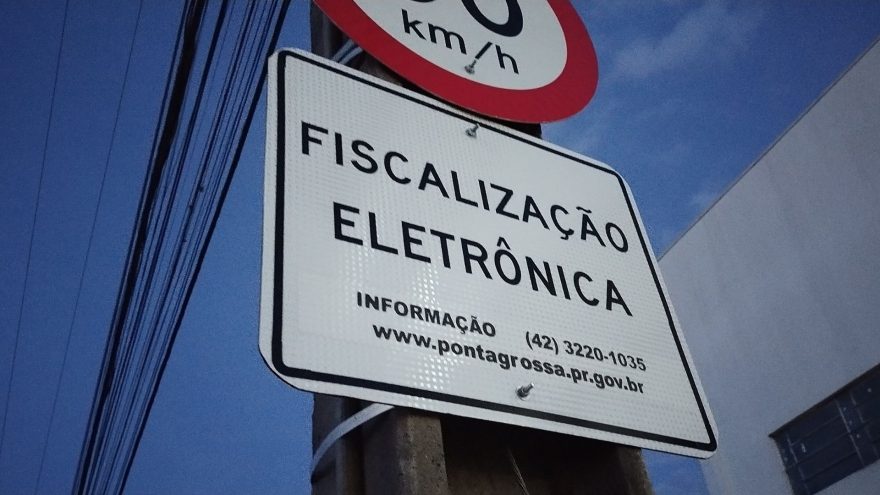 km/h
FISCALIZAÇÃO
ELETRÔNICA
INFORMAÇÃO (42) 3220-1035
www.pontagrossa.pr.gov.br